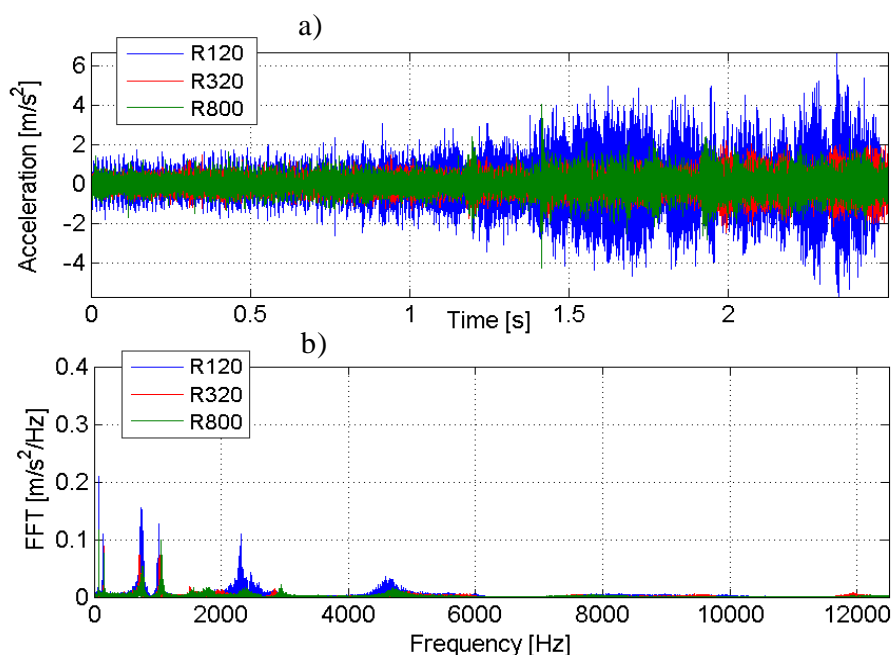 a)
R120
R320
R800
Acceleration [m/s²]
6
4
2
0
-2
-4
0 0.5 1 1.5 2
Time [s]
b)
R120
R320
R800
FFT [m/s²/Hz]
0.4
0.3
0.2
0.1
0
0 2000 4000 6000 8000 10000 12000
Frequency [Hz]